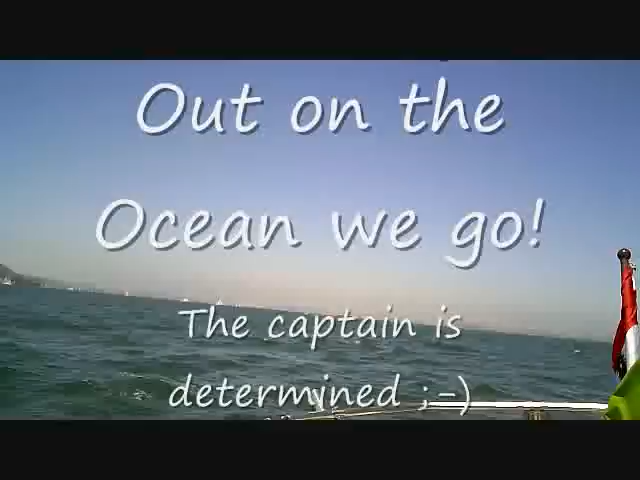 Out on the
Ocean we go!
The captain is
determined ;-)